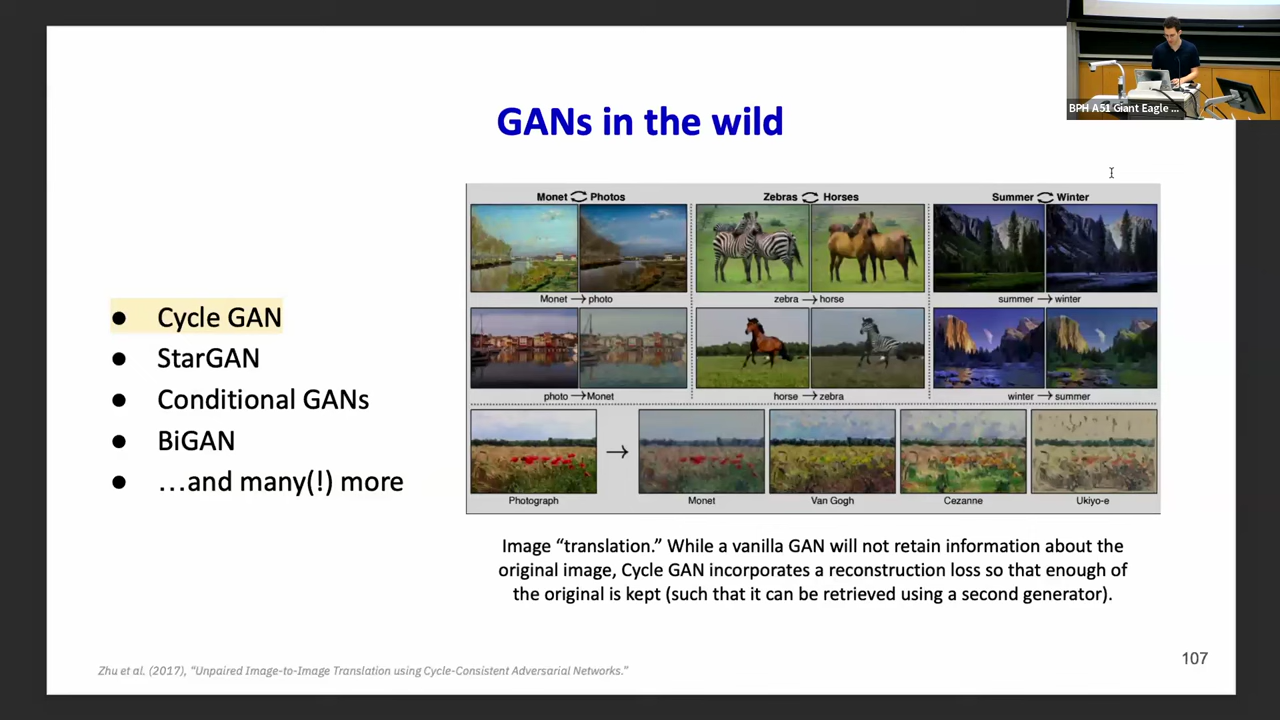 BPH A51 Giant Eagle ...
GANs in the wild
● Cycle GAN
● StarGAN
● Conditional GANs
● BiGAN
● …and many(!) more
Monet Photos
Zebras Horses
Summer Winter
Monet → photo
zebra → horse
summer → winter
photo → Monet
horse → zebra
winter → summer
→
Photograph
Monet
Van Gogh
Cezanne
Ukiyo-e
Image “translation.” While a vanilla GAN will not retain information about the
original image, Cycle GAN incorporates a reconstruction loss so that enough of
the original is kept (such that it can be retrieved using a second generator).
Zhu et al. (2017), “Unpaired Image-to-Image Translation using Cycle-Consistent Adversarial Networks.”
107